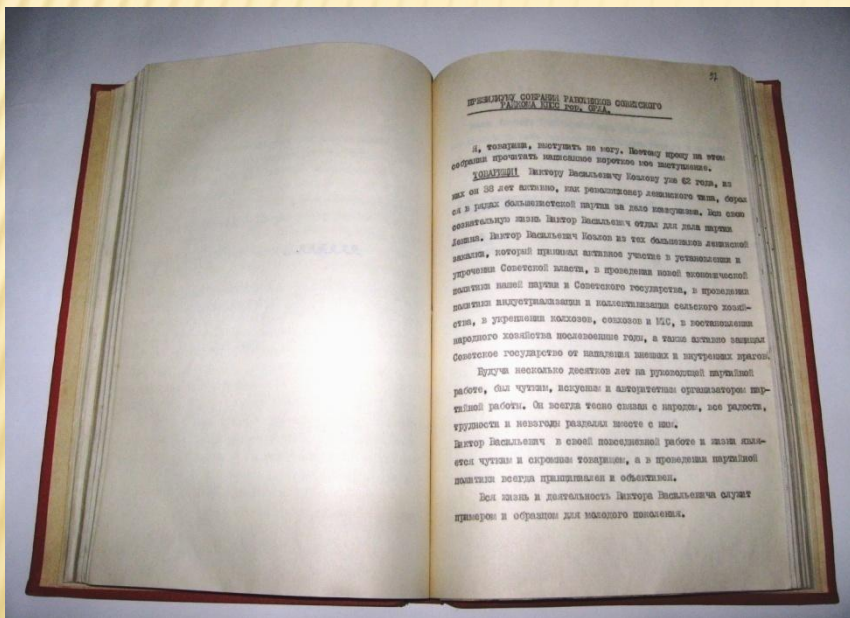 27
ПРЕЗИДИУМУ СОБРАНИЯ РАБОТНИКОВ СОВЕТСКОГО
РАЙКОМА КПСС гор. ОРЛА.
Я, товарищи, выступить не могу. Поэтому прошу на этом
собрании прочитать написанное короткое мое выступление.
ТОВАРИЩИ! Виктору Васильевичу Козлову уже 62 года, из
них он 38 лет активно, как революционер ленинского типа, борол
ся в рядах большевистской партии за дело коммунизма. Всю свою
сознательную жизнь Виктор Васильевич отдал для дела партии
Ленина. Виктор Васильевич Козлов из тех большевиков ленинской
закалки, который принимал активное участие в установлении и
упрочении Советской власти, в проведении новой экономической
политики нашей партии и Советского государства, в проведении
политики индустриализации и коллективизации сельского хозяй-
ства, в укреплении колхозов, совхозов и МТС, в востановлении
народного хозяйства послевоенные годы, а также активно защищал
Советское государство от нападения внешних и внутренних врагов.
Будучи несколько десятков лет на руководящей партийной
работе, был чутким, искусным и авторитетным организатором пар-
тийной работы. Он всегда тесно связан с народом, все радости,
трудности и невзгоды разделял вместе с ним.
Виктор Васильевич в своей повседневной работе и жизни явля-
ется чутким и скромным товарищем, а в проведении партийной
политики всегда принципиален и объективен.
Вся жизнь и деятельность Виктора Васильевича служит
примером и образцом для молодого поколения.